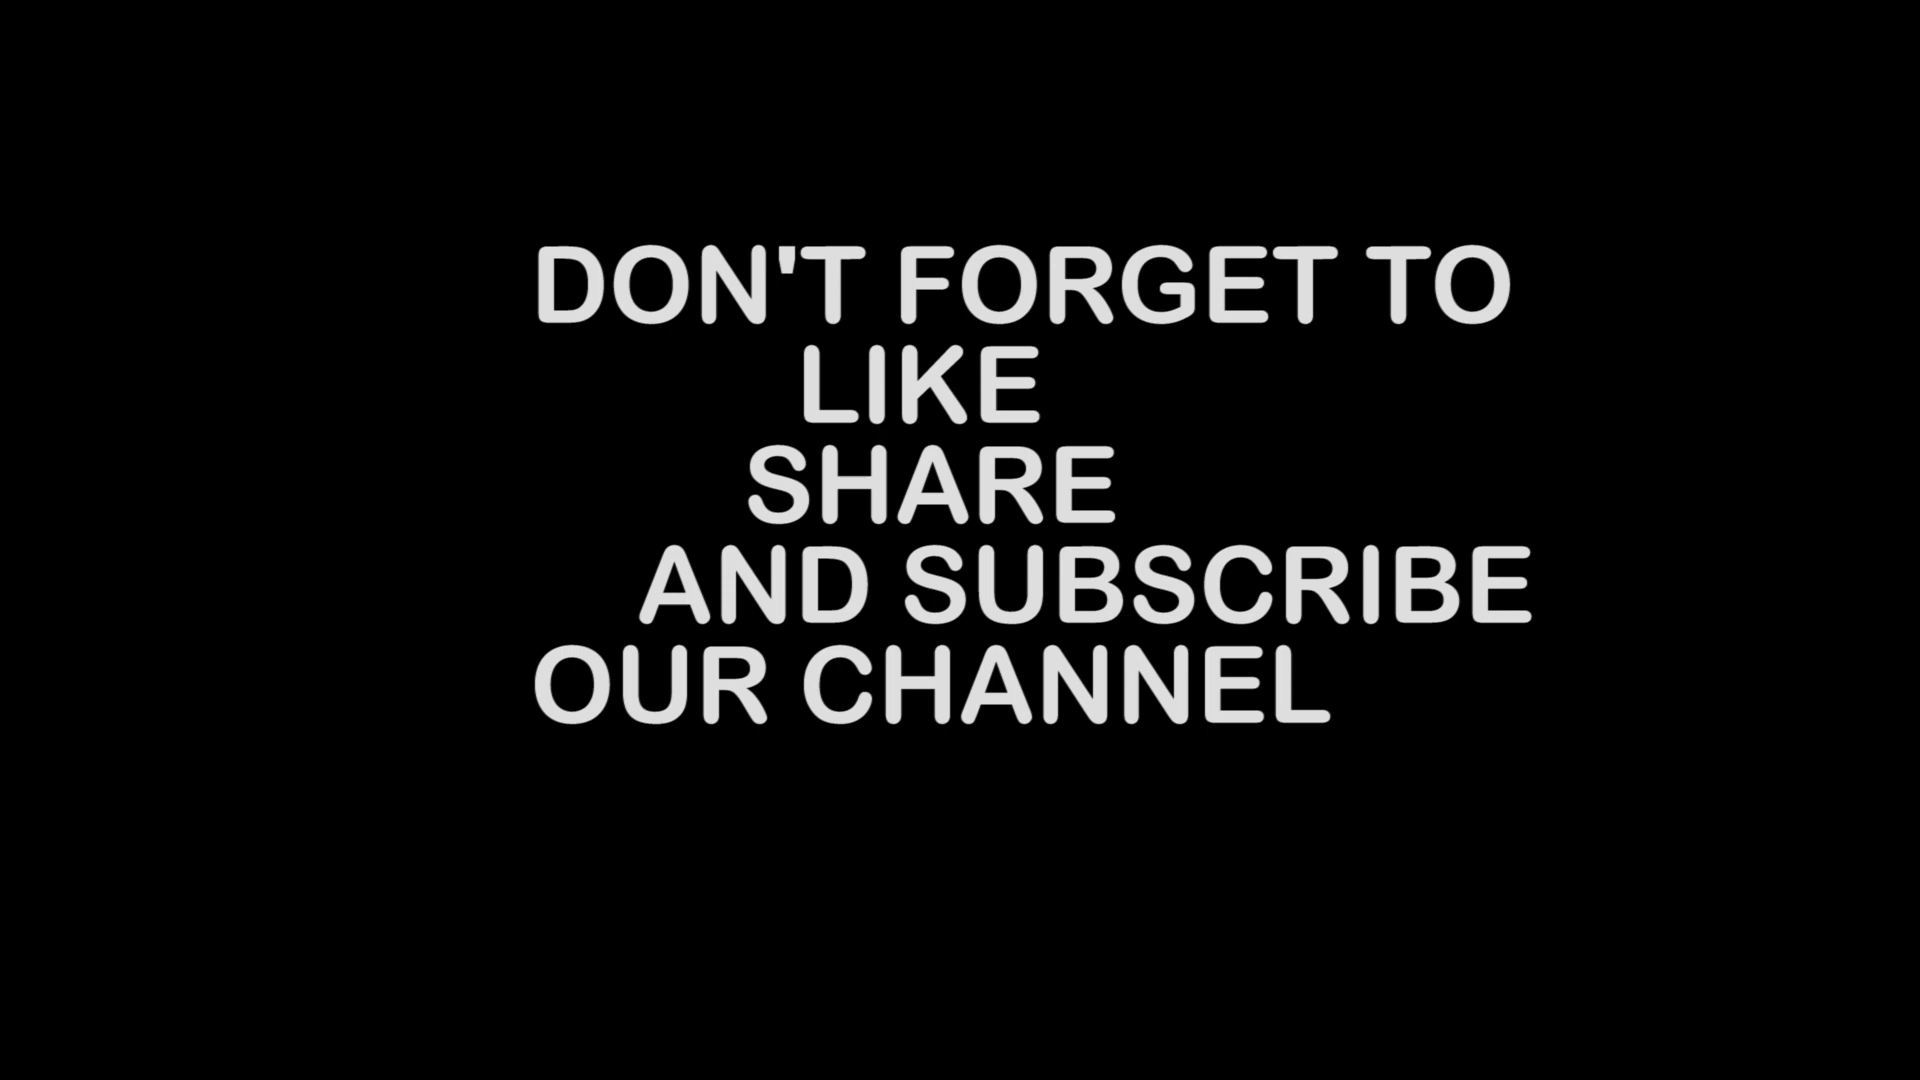 DON'T FORGET TO
LIKE
SHARE
AND SUBSCRIBE
OUR CHANNEL